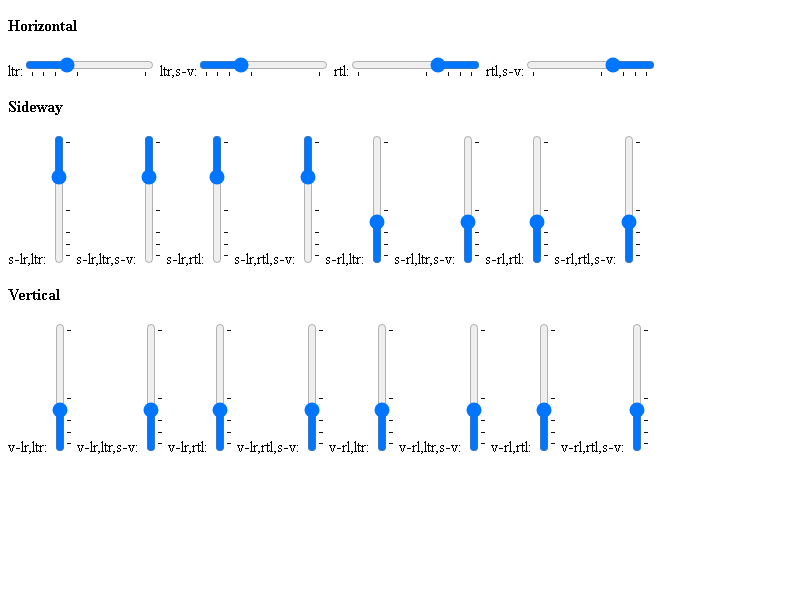 Horizontal
ltr: ltr,s-v: rtl: rtl,s-v:
Sideway
s-lr,ltr: s-lr,ltr,s-v: s-lr,rtl: s-lr,rtl,s-v: s-rl,ltr: s-rl,ltr,s-v: s-rl,rtl: s-rl,rtl,s-v:
Vertical
v-lr,ltr: v-lr,ltr,s-v: v-lr,rtl: v-lr,rtl,s-v: v-rl,ltr: v-rl,ltr,s-v: v-rl,rtl: v-rl,rtl,s-v: